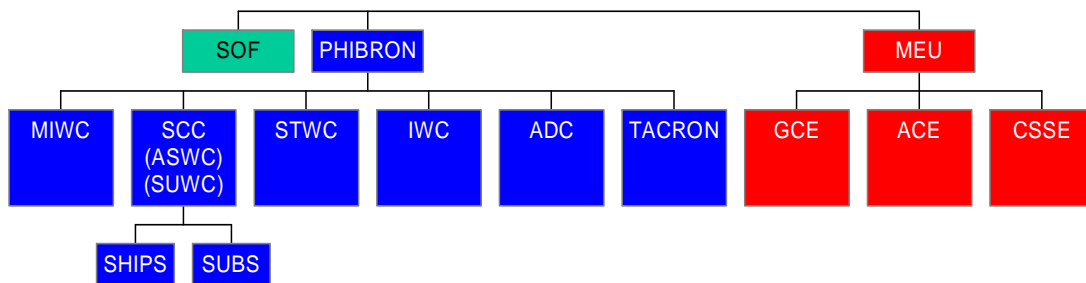 SOF
PHIBRON
MEU
MIWC
SCC
(ASWC)
(SUWC)
STWC
IWC
ADC
TACRON
GCE
ACE
CSSE
SHIPS
SUBS